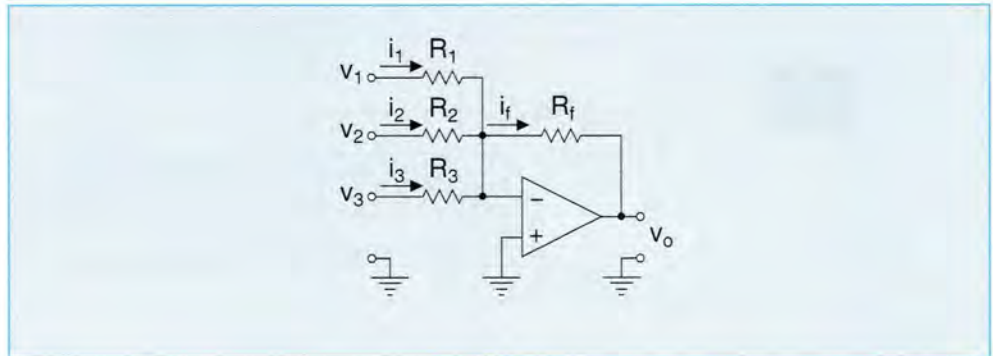 i1 R1
v1
i2 R2 if Rf
v2
i3 R3
v3
−
+
vo